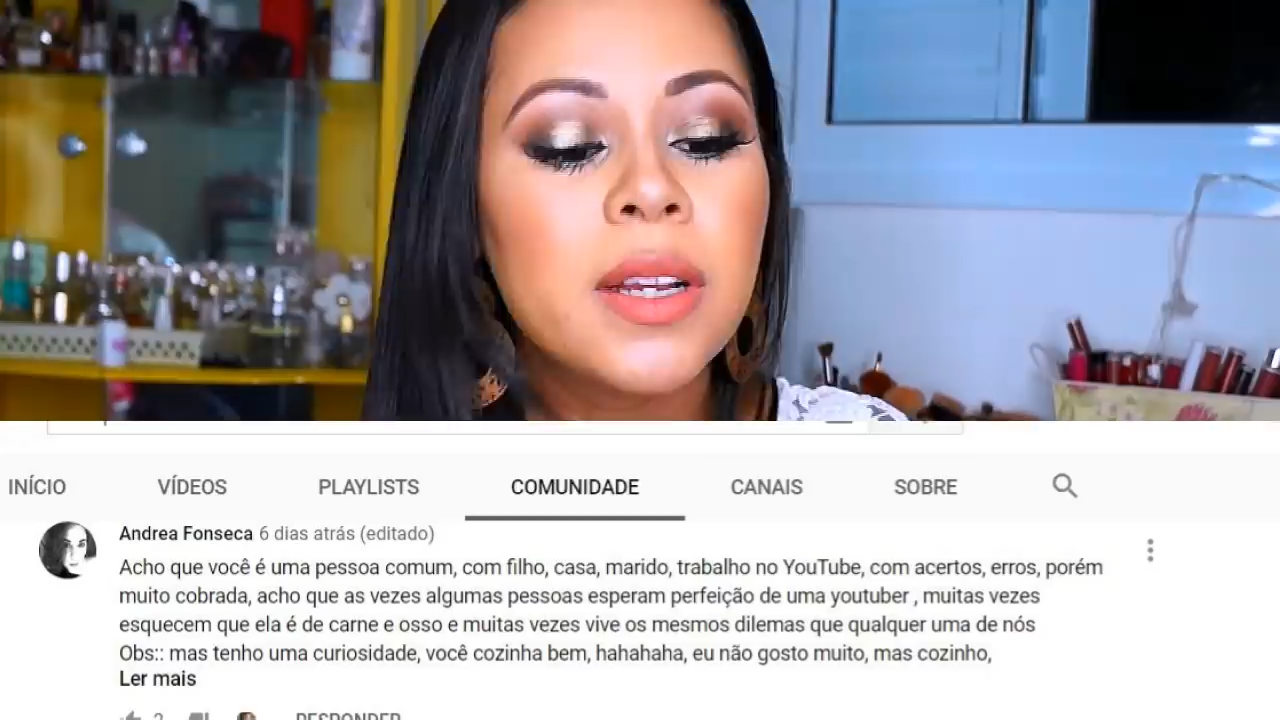 INÍCIO VÍDEOS PLAYLISTS COMUNIDADE CANAIS SOBRE
Andrea Fonseca 6 dias atrás (editado)
Acho que você é uma pessoa comum, com filho, casa, marido, trabalho no YouTube, com acertos, erros, porém
muito cobrada, acho que as vezes algumas pessoas esperam perfeição de uma youtuber , muitas vezes
esquecem que ela é de carne e osso e muitas vezes vive os mesmos dilemas que qualquer uma de nós
Obs:: mas tenho uma curiosidade, você cozinha bem, hahahaha, eu não gosto muito, mas cozinho,
Ler mais
2 RESPONDER